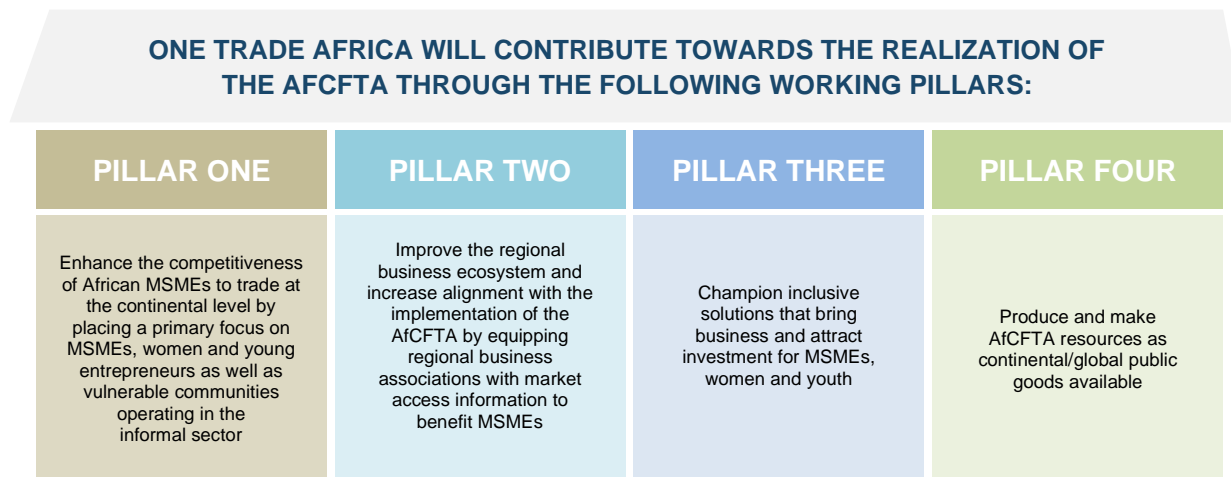 ONE TRADE AFRICA WILL CONTRIBUTE TOWARDS THE REALIZATION OF
THE AFCFTA THROUGH THE FOLLOWING WORKING PILLARS:
PILLAR ONE
Enhance the competitiveness
of African MSMEs to trade at
the continental level by
placing a primary focus on
MSMEs, women and young
entrepreneurs as well as
vulnerable communities
operating in the
informal sector
PILLAR TWO
Improve the regional
business ecosystem and
increase alignment with the
implementation of the
AfCFTA by equipping
regional business
associations with market
access information to
benefit MSMEs
PILLAR THREE
Champion inclusive
solutions that bring
business and attract
investment for MSMEs,
women and youth
PILLAR FOUR
Produce and make
AfCFTA resources as
continental/global public
goods available